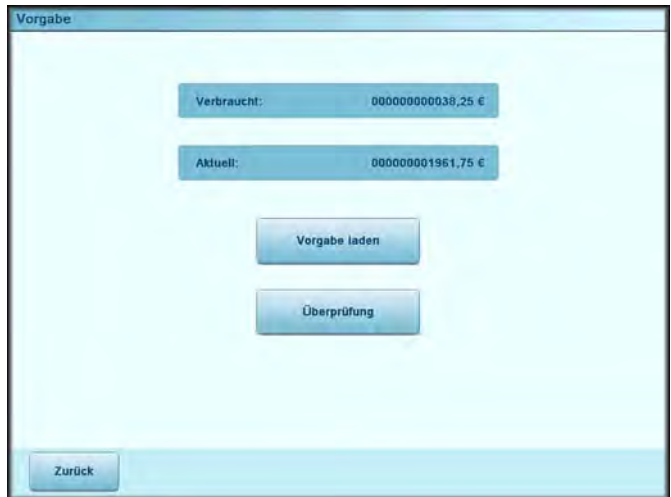 Vorgabe
Verbraucht: 000000000038,25 €
Aktuell: 000000001961,75 €
Vorgabe laden
Überprüfung
Zurück